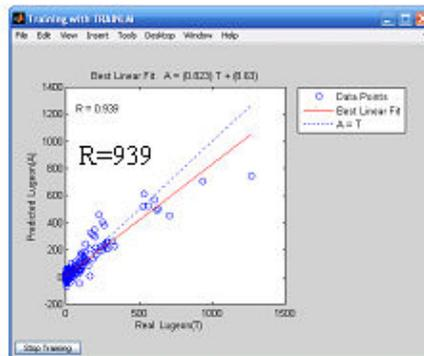 Training with TRAINLM
File Edit View Insert Tools Desktop Window Help
Best Linear Fit: A = (0.823) T + (8.63)
1400
1200
1000
800
600
400
200
0
-200
R = 0.939
R=939
Data Points
Best Linear Fit
A = T
Predicted Lugeon(A)
0 500 1000 1500
Real Lugeon(T)
Stop Training